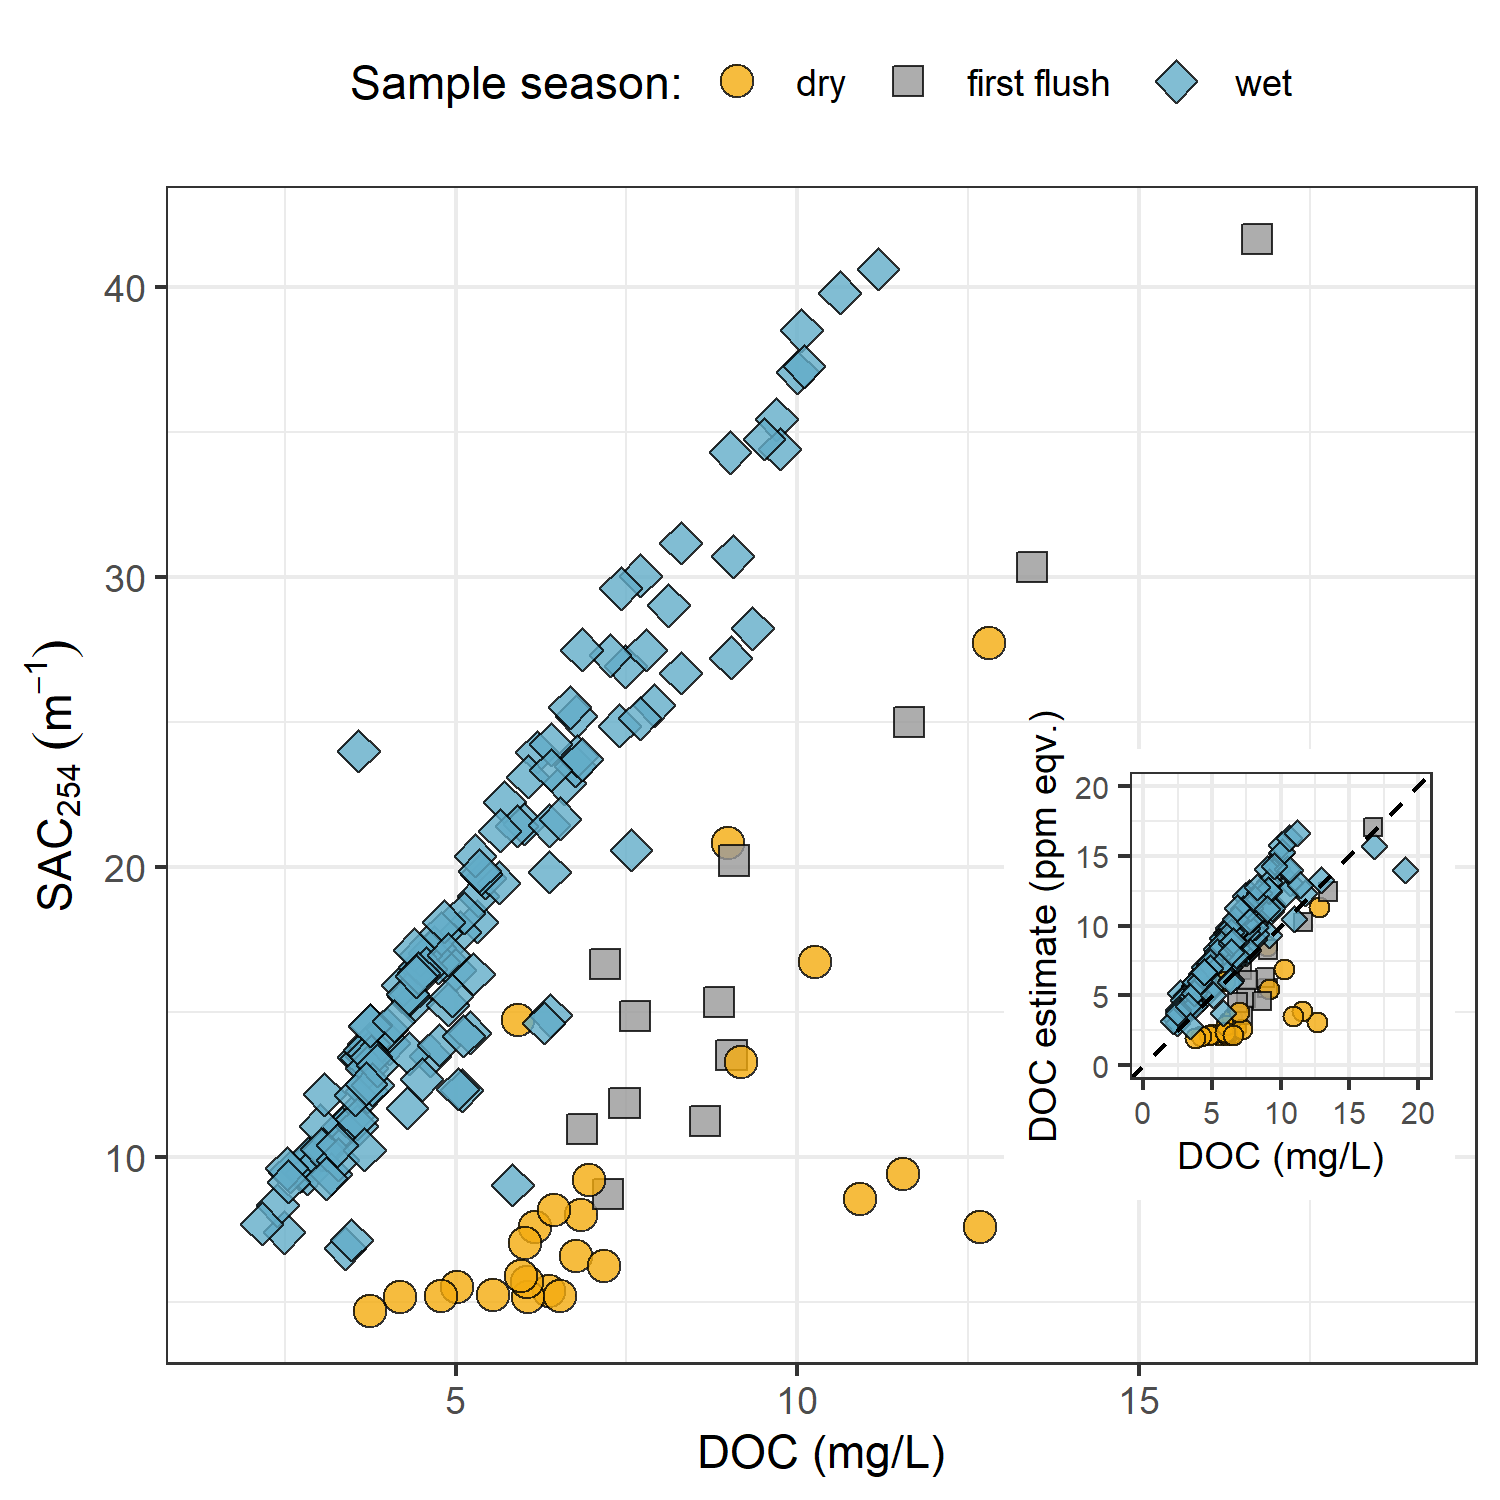 Sample season: dry first flush wet
40
30
20
10
SAC₂₅₄ (m⁻¹)
5 10 15
DOC (mg/L)
DOC estimate (ppm eqv.)
20
15
10
5
0
0 5 10 15 20
DOC (mg/L)